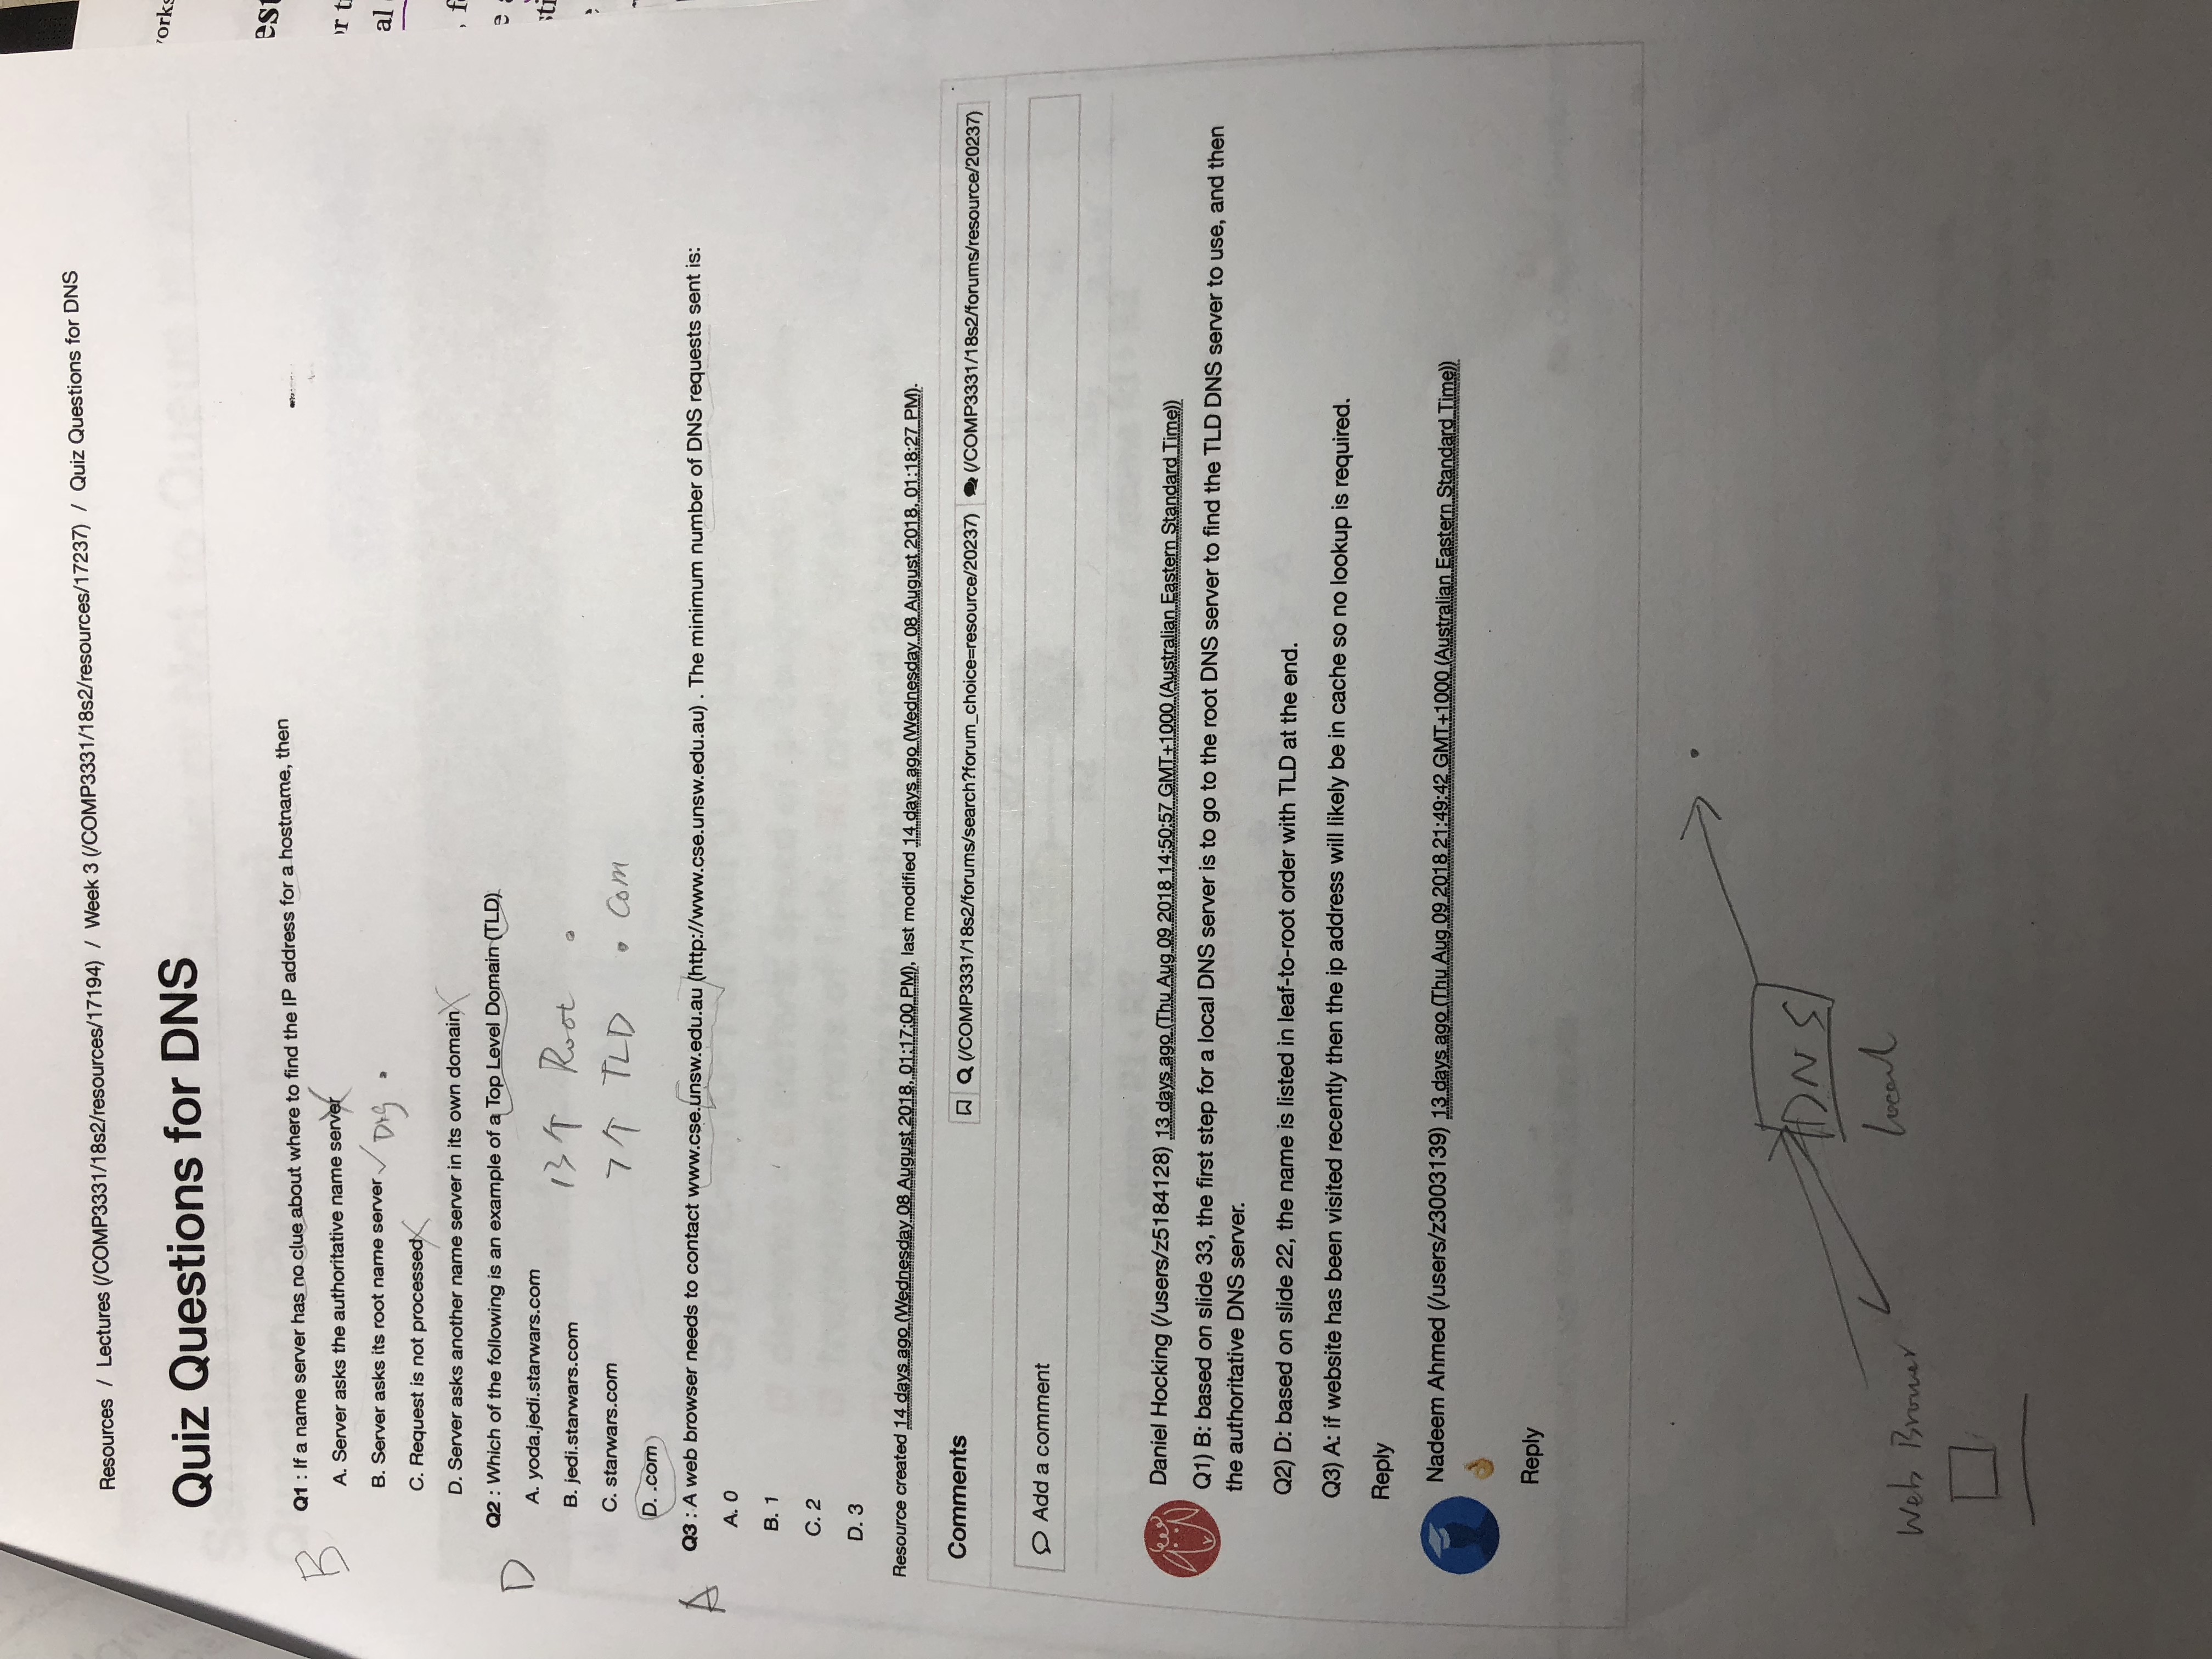 Resources / Lectures (/COMP3331/18s2/resources/17194) / Week 3 (/COMP3331/18s2/resources/17237) / Quiz Questions for DNS
Quiz Questions for DNS
B
Q1 : If a name server has no clue about where to find the IP address for a hostname, then
A. Server asks the authoritative name server
B. Server asks its root name server ✓ Dig .
C. Request is not processed
D. Server asks another name server in its own domain
D
Q2 : Which of the following is an example of a Top Level Domain (TLD)
A. yoda.jedi.starwars.com
B. jedi.starwars.com
13个 Root .
C. starwars.com
7个 TLD . Com
D. .com
A
Q3 : A web browser needs to contact www.cse.unsw.edu.au (http://www.cse.unsw.edu.au) . The minimum number of DNS requests sent is:
A. 0
B. 1
C. 2
D. 3
Resource created 14 days ago (Wednesday 08 August 2018, 01:17:00 PM), last modified 14 days ago (Wednesday 08 August 2018, 01:18:27 PM).
Comments
(/COMP3331/18s2/forums/search?forum_choice=resource/20237) (/COMP3331/18s2/forums/resource/20237)
Add a comment
Daniel Hocking (/users/z5184128) 13 days ago (Thu Aug 09 2018 14:50:57 GMT+1000 (Australian Eastern Standard Time))
Q1) B: based on slide 33, the first step for a local DNS server is to go to the root DNS server to find the TLD DNS server to use, and then
the authoritative DNS server.
Q2) D: based on slide 22, the name is listed in leaf-to-root order with TLD at the end.
Q3) A: if website has been visited recently then the ip address will likely be in cache so no lookup is required.
Reply
Nadeem Ahmed (/users/z3003139) 13 days ago (Thu Aug 09 2018 21:49:42 GMT+1000 (Australian Eastern Standard Time))
👌
Reply
DNS
local
Web Browser